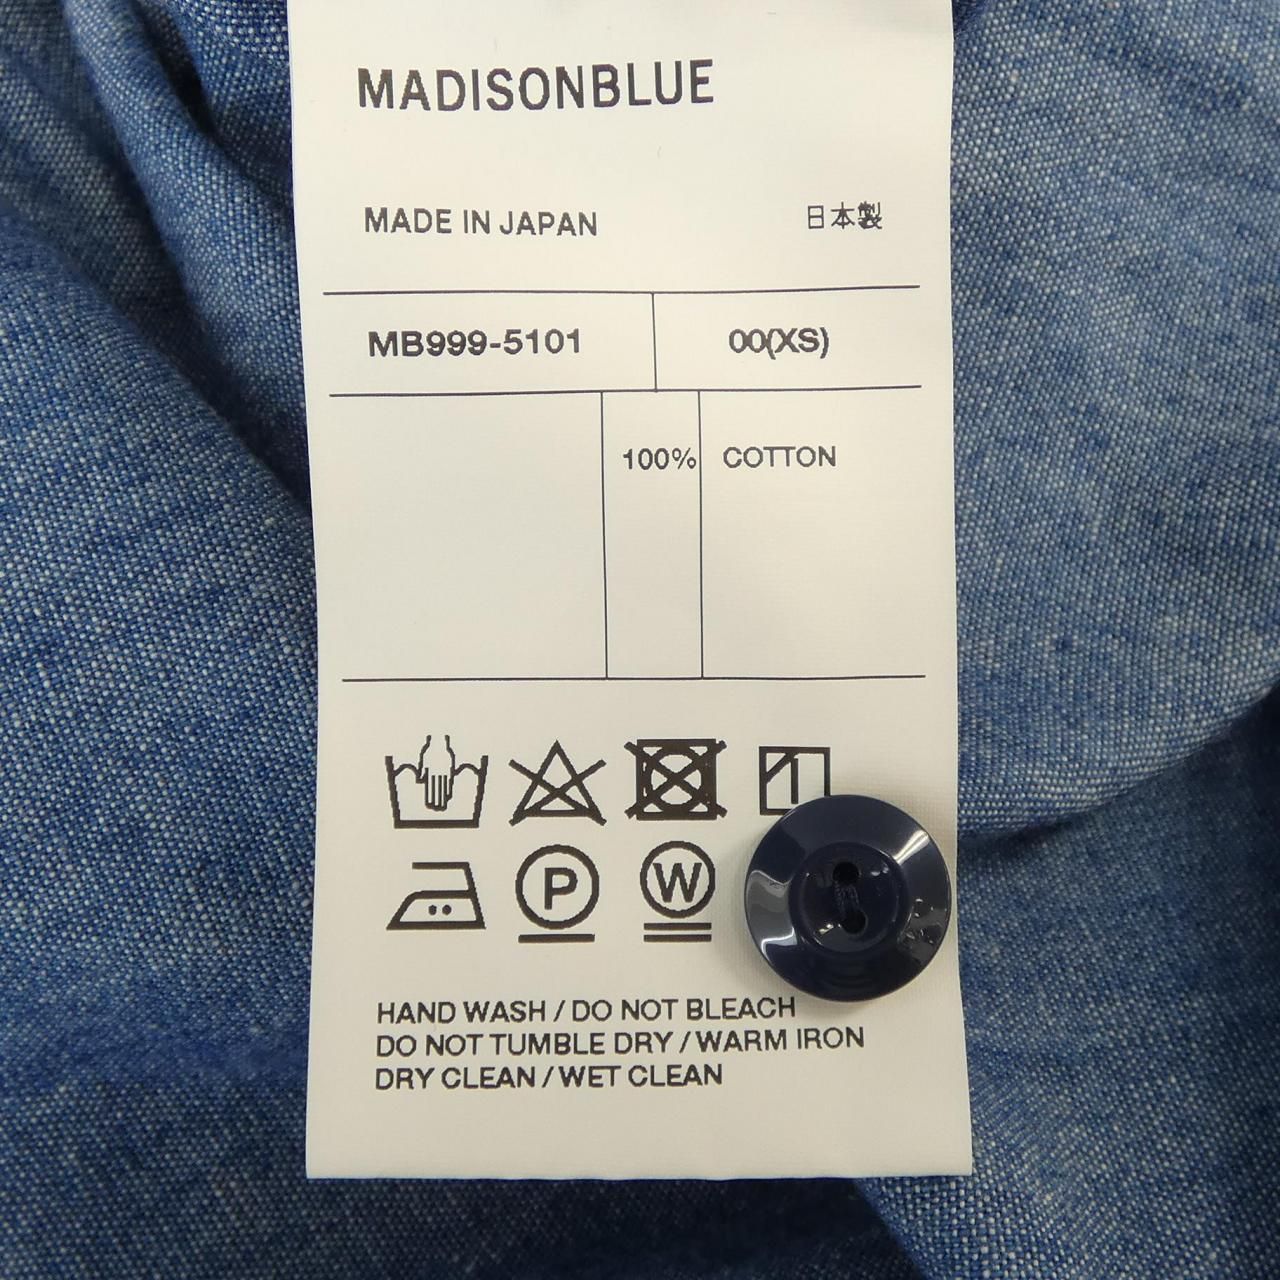 MADISONBLUE
MADE IN JAPAN 日本製
MB999-5101 00(XS)
100% COTTON
P W
HAND WASH / DO NOT BLEACH
DO NOT TUMBLE DRY / WARM IRON
DRY CLEAN / WET CLEAN